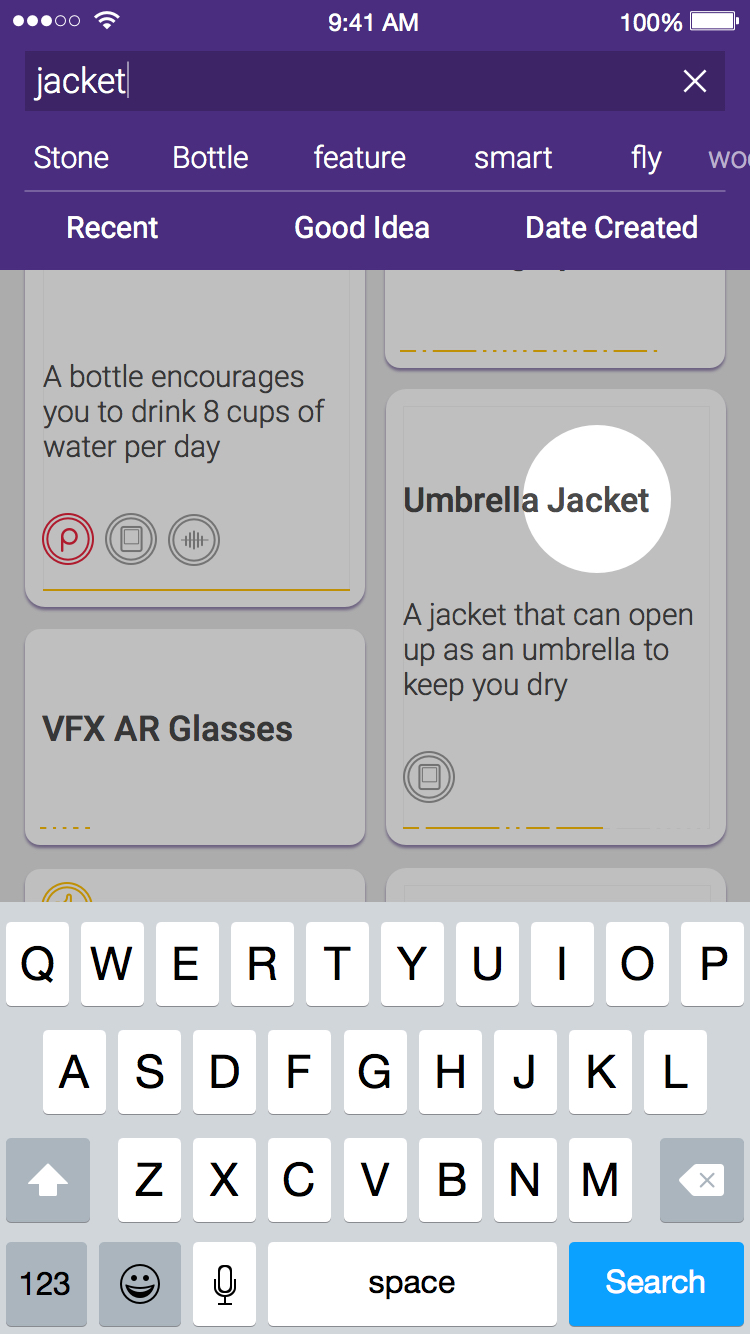 9:41 AM 100%
jacket
Stone Bottle feature smart fly
Recent Good Idea Date Created
A bottle encourages
you to drink 8 cups of
water per day
Umbrella Jacket
A jacket that can open
up as an umbrella to
keep you dry
VFX AR Glasses
Q W E R T Y U I O P
A S D F G H J K L
Z X C V B N M
123 space Search